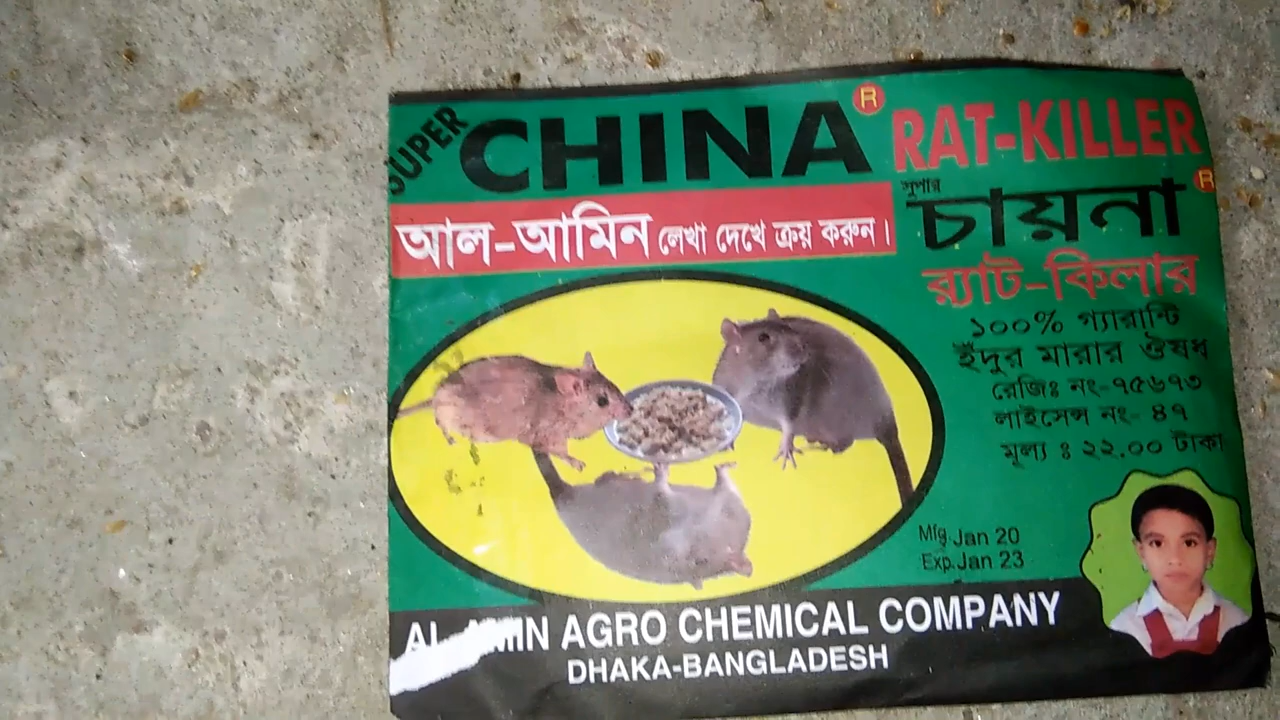 SUPER CHINA ® RAT-KILLER
আল-আমিন লেখা দেখে ক্রয় করুন।
সুপার
চায়না ®
র‍্যাট-কিলার
১০০% গ্যারান্টি
ইঁদুর মারার ঔষধ
রেজিঃ নং-৭৫৬৭৩
লাইসেন্স নং- ৪৭
মূল্য ঃ ২২.০০ টাকা
Mfg. Jan 20
Exp. Jan 23
AGRO CHEMICAL COMPANY
DHAKA-BANGLADESH